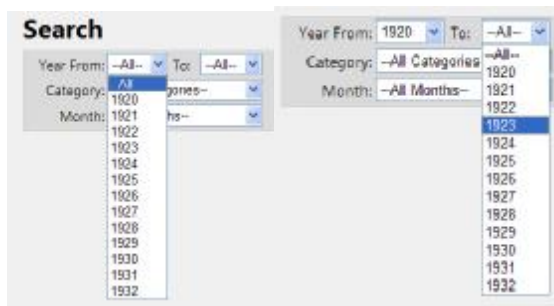 Search
Year From: --All-- To: --All--
Category: gories--
Month: hs--
All
1920
1921
1922
1923
1924
1925
1926
1927
1928
1929
1930
1931
1932
Year From: 1920 To: --All--
Category: --All Categories
Month: --All Months--
--All--
1920
1921
1922
1923
1924
1925
1926
1927
1928
1929
1930
1931
1932